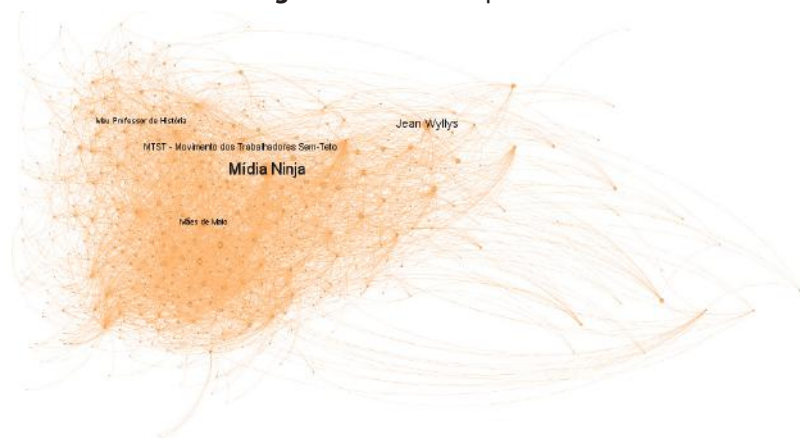 Meu Professor de História
Jean Wyllys
MTST - Movimento dos Trabalhadores Sem-Teto
Mídia Ninja
Mães de Maio